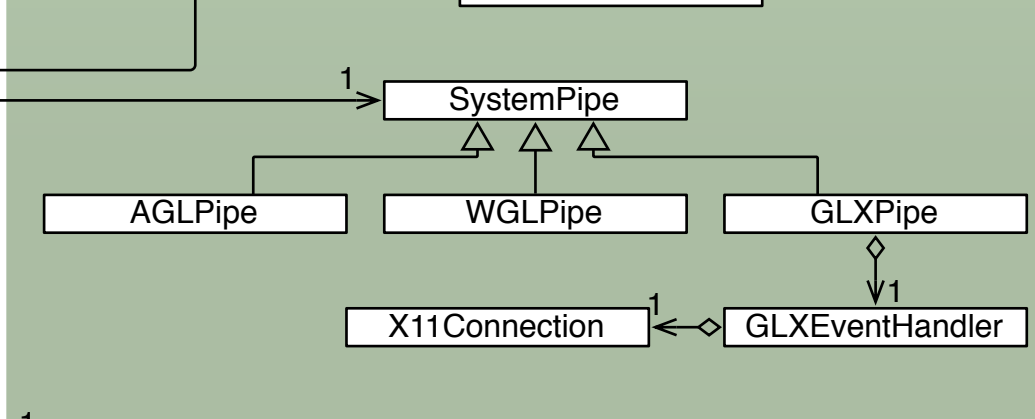 1
SystemPipe
AGLPipe
WGLPipe
GLXPipe
1
1
X11Connection
GLXEventHandler
1